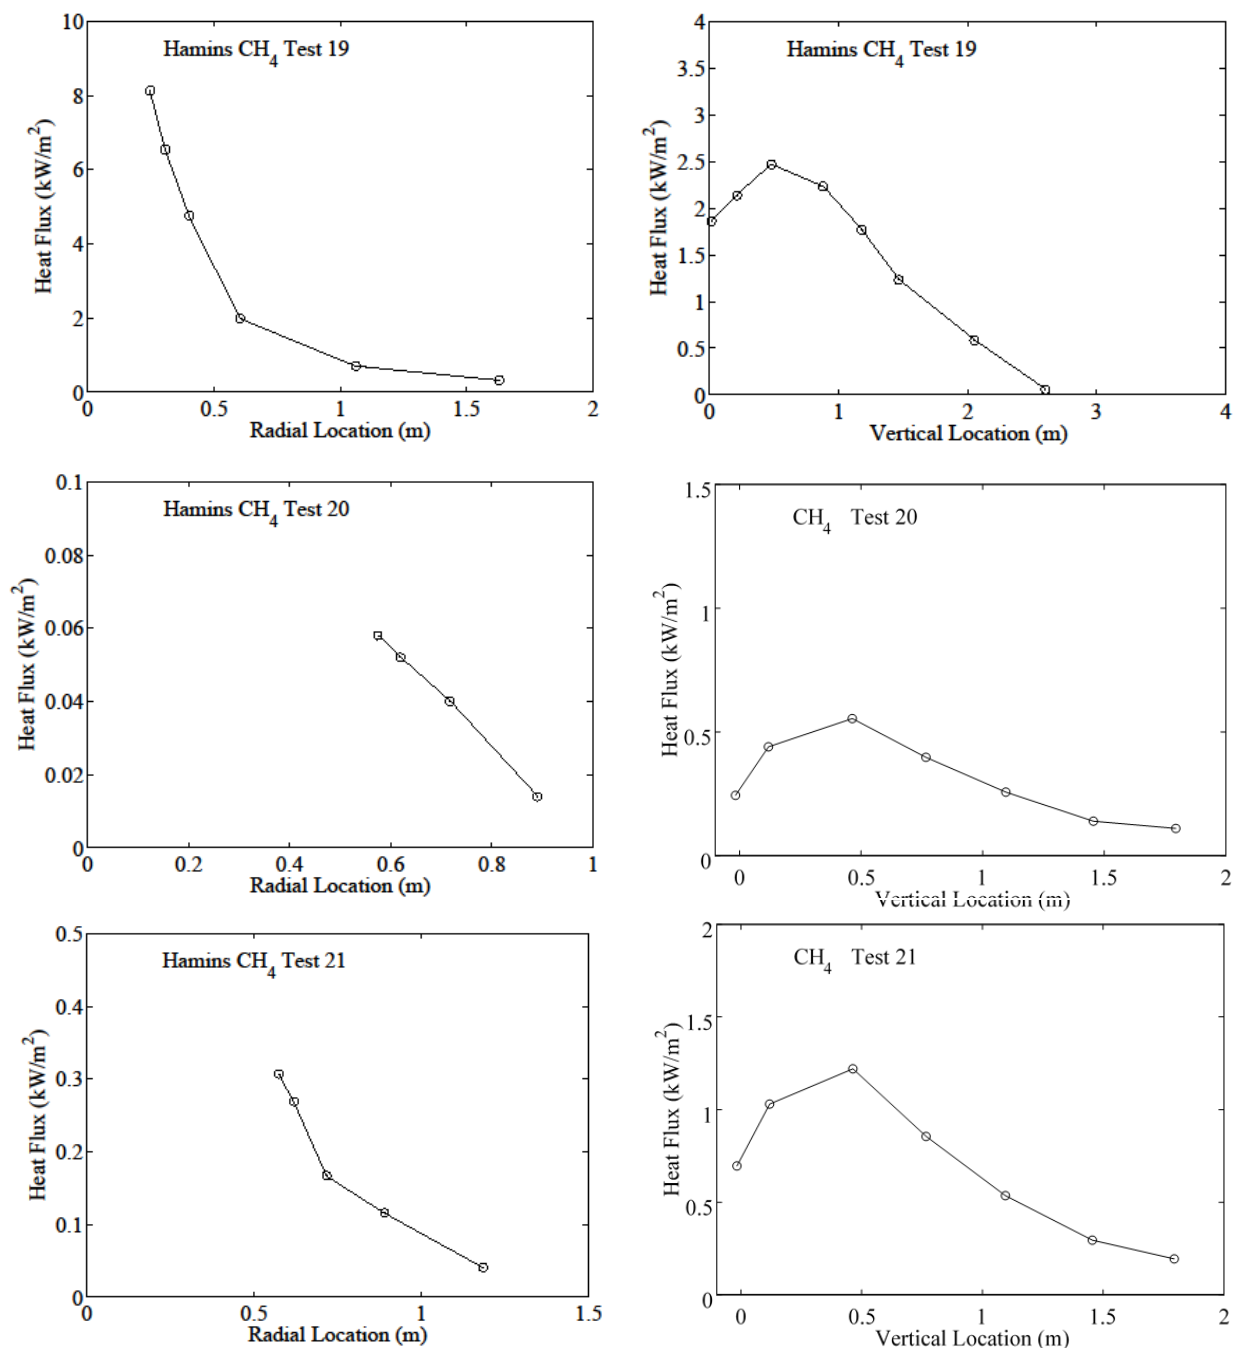 Hamins CH4 Test 19
Heat Flux (kW/m2)
10
8
6
4
2
0
0 0.5 1 1.5 2
Radial Location (m)
Hamins CH4 Test 19
Heat Flux (kW/m2)
4
3.5
3
2.5
2
1.5
1
0.5
0
0 1 2 3 4
Vertical Location (m)
Hamins CH4 Test 20
Heat Flux (kW/m2)
0.1
0.08
0.06
0.04
0.02
0
0 0.2 0.4 0.6 0.8 1
Radial Location (m)
CH4 Test 20
Heat Flux (kW/m2)
1.5
1
0.5
0
0 0.5 1 1.5 2
Vertical Location (m)
Hamins CH4 Test 21
Heat Flux (kW/m2)
0.5
0.4
0.3
0.2
0.1
0
0 0.5 1 1.5
Radial Location (m)
CH4 Test 21
Heat Flux (kW/m2)
2
1.5
1
0.5
0
0 0.5 1 1.5 2
Vertical Location (m)